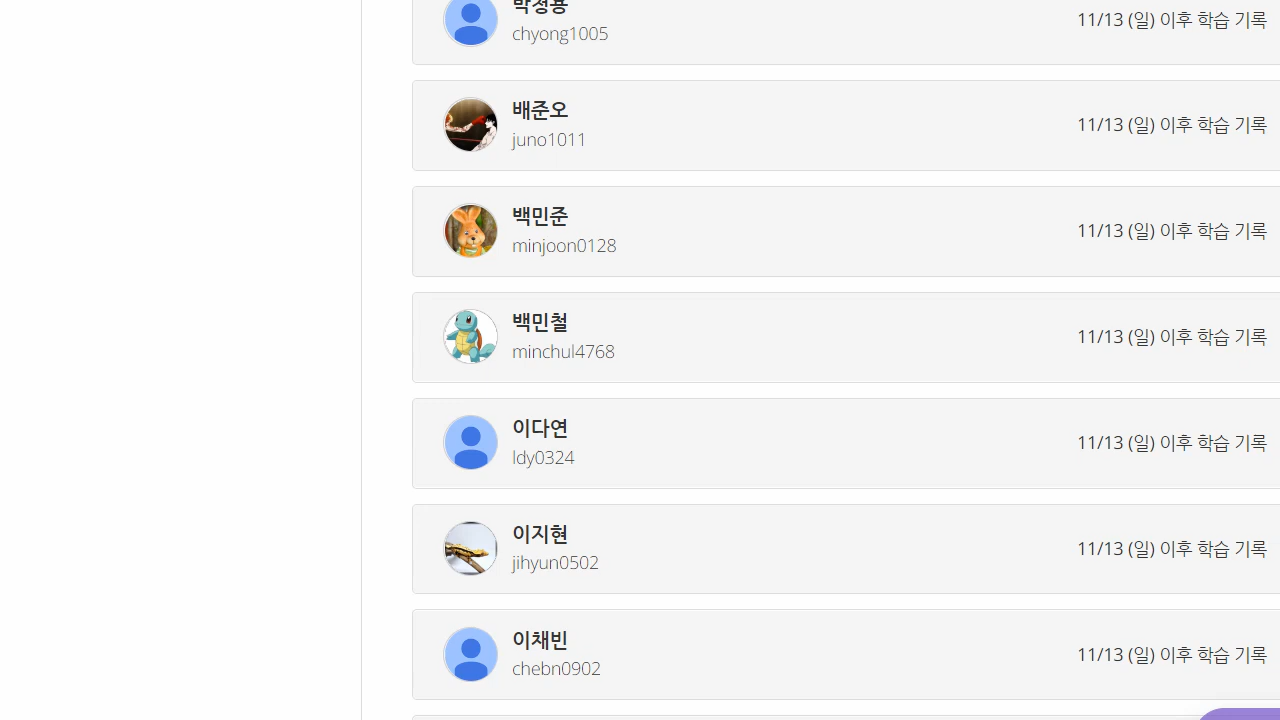 박정용
chyong1005
11/13 (일) 이후 학습 기록
배준오
juno1011
11/13 (일) 이후 학습 기록
백민준
minjoon0128
11/13 (일) 이후 학습 기록
백민철
minchul4768
11/13 (일) 이후 학습 기록
이다연
ldy0324
11/13 (일) 이후 학습 기록
이지현
jihyun0502
11/13 (일) 이후 학습 기록
이채빈
chebn0902
11/13 (일) 이후 학습 기록